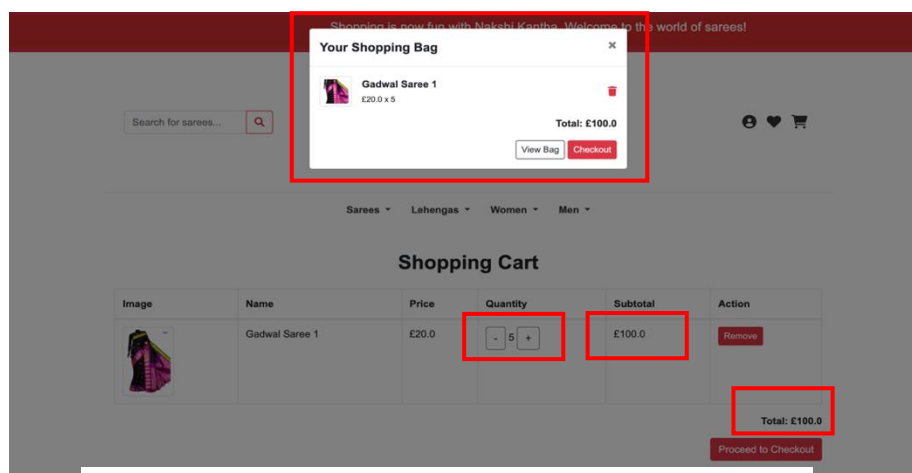 Shopping is now fun with Nakshi Kantha. Welcome to the world of sarees!
Your Shopping Bag ×
Gadwal Saree 1
£20.0 x 5
Total: £100.0
View Bag Checkout
Search for sarees...
Sarees Lehengas Women Men
Shopping Cart
Image Name Price Quantity Subtotal Action
Gadwal Saree 1 £20.0 - 5 + £100.0 Remove
Total: £100.0
Proceed to Checkout